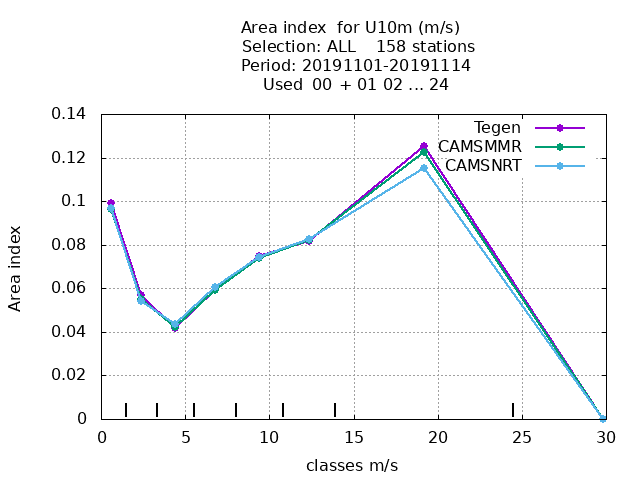 Area index  for U10m (m/s)
Selection: ALL    158 stations
Period: 20191101-20191114
Used  00 + 01 02 ... 24
Tegen
CAMSMMR
CAMSNRT
0.14
0.12
0.1
0.08
0.06
0.04
0.02
0
Area index
0 5 10 15 20 25 30
classes m/s